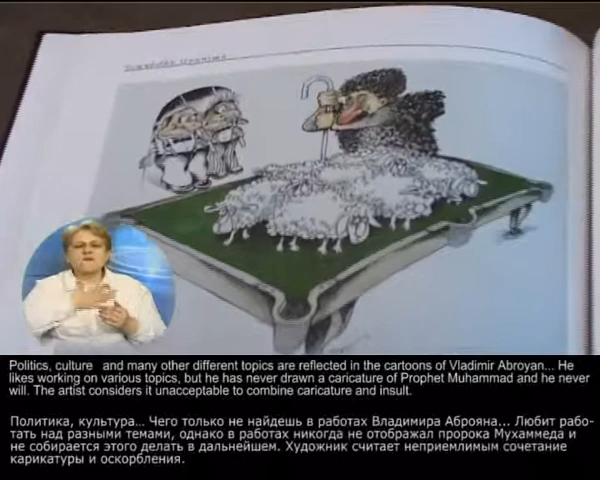 Politics, culture and many other different topics are reflected in the cartoons of Vladimir Abroyan... He
likes working on various topics, but he has never drawn a caricature of Prophet Muhammad and he never
will. The artist considers it unacceptable to combine caricature and insult.
Политика, культура... Чего только не найдешь в работах Владимира Аброяна... Любит рабо-
тать над разными темами, однако в работах никогда не отображал пророка Мухаммеда и
не собирается этого делать в дальнейшем. Художник считает неприемлимым сочетание
карикатуры и оскорбления.